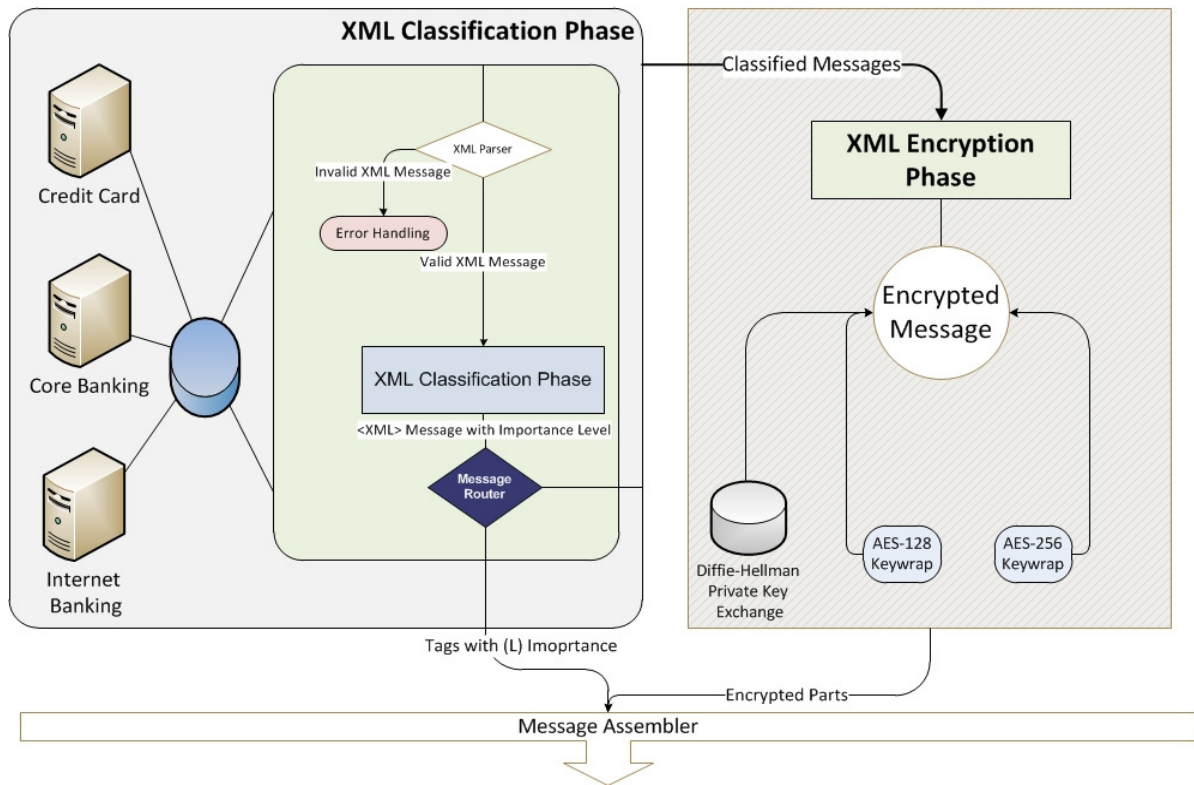 XML Classification Phase
Credit Card
Core Banking
Internet
Banking
XML Parser
Invalid XML Message
Error Handling
Valid XML Message
XML Classification Phase
<XML> Message with Importance Level
Message
Router
Tags with (L) Imoprtance
Classified Messages
XML Encryption
Phase
Encrypted
Message
Diffie-Hellman
Private Key
Exchange
AES-128
Keywrap
AES-256
Keywrap
Encrypted Parts
Message Assembler